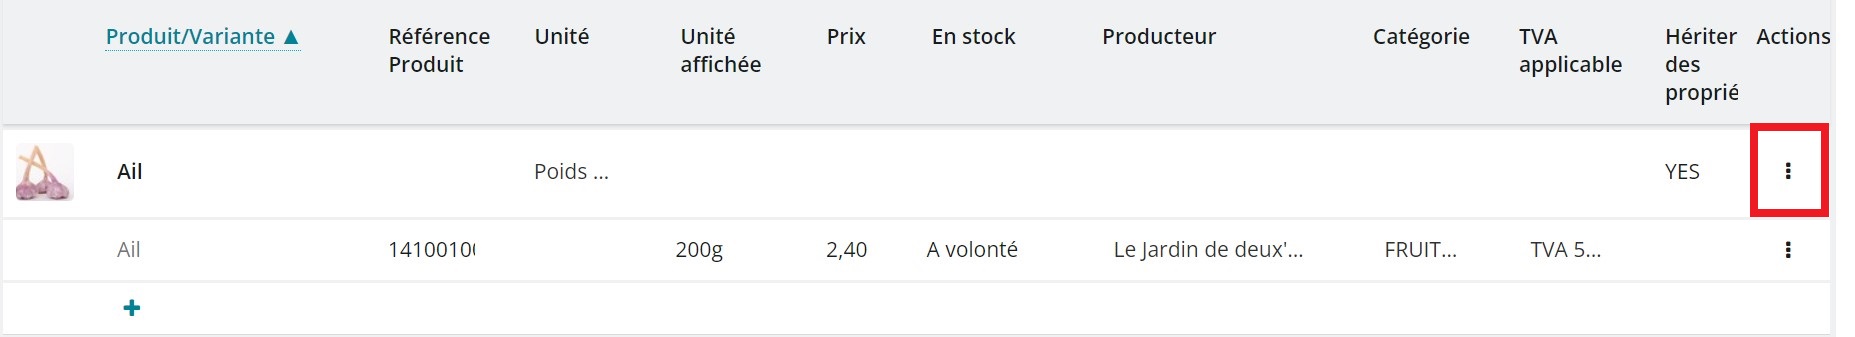 Produit/Variante ▲ Référence Produit Unité Unité affichée Prix En stock Producteur Catégorie TVA applicable Hériter des proprié Actions
Ail Poids ... YES
Ail 1410010 200g 2,40 A volonté Le Jardin de deux'... FRUIT... TVA 5...